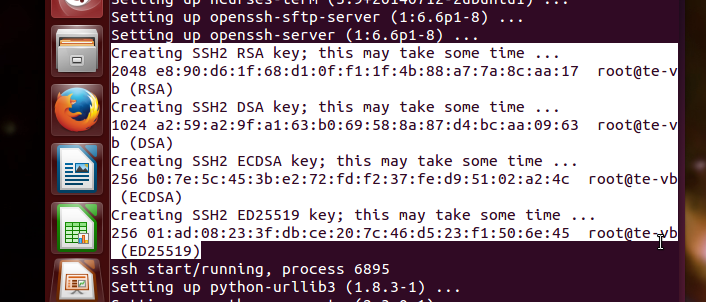 Setting up ncurses-term (5.9+20140712-2ubuntu1) ...
Setting up openssh-sftp-server (1:6.6p1-8) ...
Setting up openssh-server (1:6.6p1-8) ...
Creating SSH2 RSA key; this may take some time ...
2048 e8:90:d6:1f:68:d1:0f:f1:1f:4b:88:a7:7a:8c:aa:17  root@te-v
b (RSA)
Creating SSH2 DSA key; this may take some time ...
1024 a2:59:a2:9f:a1:63:b0:69:58:8a:87:d4:bc:aa:09:63  root@te-v
b (DSA)
Creating SSH2 ECDSA key; this may take some time ...
256 b0:7e:5c:45:3b:e2:72:fd:f2:37:fe:d9:51:02:a2:4c  root@te-vb
 (ECDSA)
Creating SSH2 ED25519 key; this may take some time ...
256 01:ad:08:23:3f:db:ce:20:7c:46:d5:23:f1:50:6e:45  root@te-vb
 (ED25519)
ssh start/running, process 6895
Setting up python-urllib3 (1.8.3-1) ...